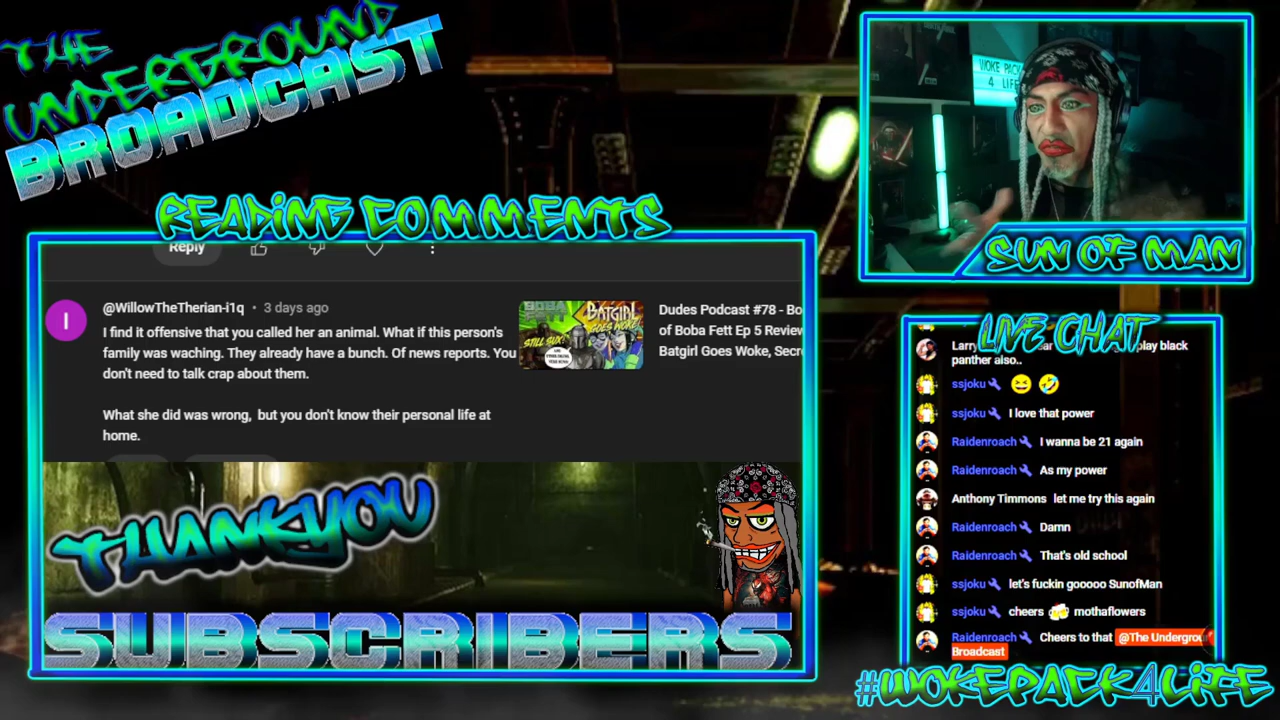 THE
UNDERGROUND
BROADCAST
WOKE PACK
4 LIFE
READING COMMENTS
SUN OF MAN
Reply
@WillowTheTherian-i1q • 3 days ago
I find it offensive that you called her an animal. What if this person's
family was waching. They already have a bunch. Of news reports. You
don't need to talk crap about them.
What she did was wrong, but you don't know their personal life at
home.
I
BOBA
STILL SUX!
BATGIRL
GOES WOKE!
Dudes Podcast #78 - Bo
of Boba Fett Ep 5 Review
Batgirl Goes Woke, Secre
LIVE CHAT
Larry play black
panther also..
ssjoku
ssjoku I love that power
Raidenroach I wanna be 21 again
Raidenroach As my power
Anthony Timmons let me try this again
Raidenroach Damn
Raidenroach That's old school
ssjoku let's fuckin gooooo SunofMan
ssjoku cheers mothaflowers
Raidenroach Cheers to that @The Undergrou
Broadcast
THANKYOU
SUBSCRIBERS
#WOKEPACK4LIFE